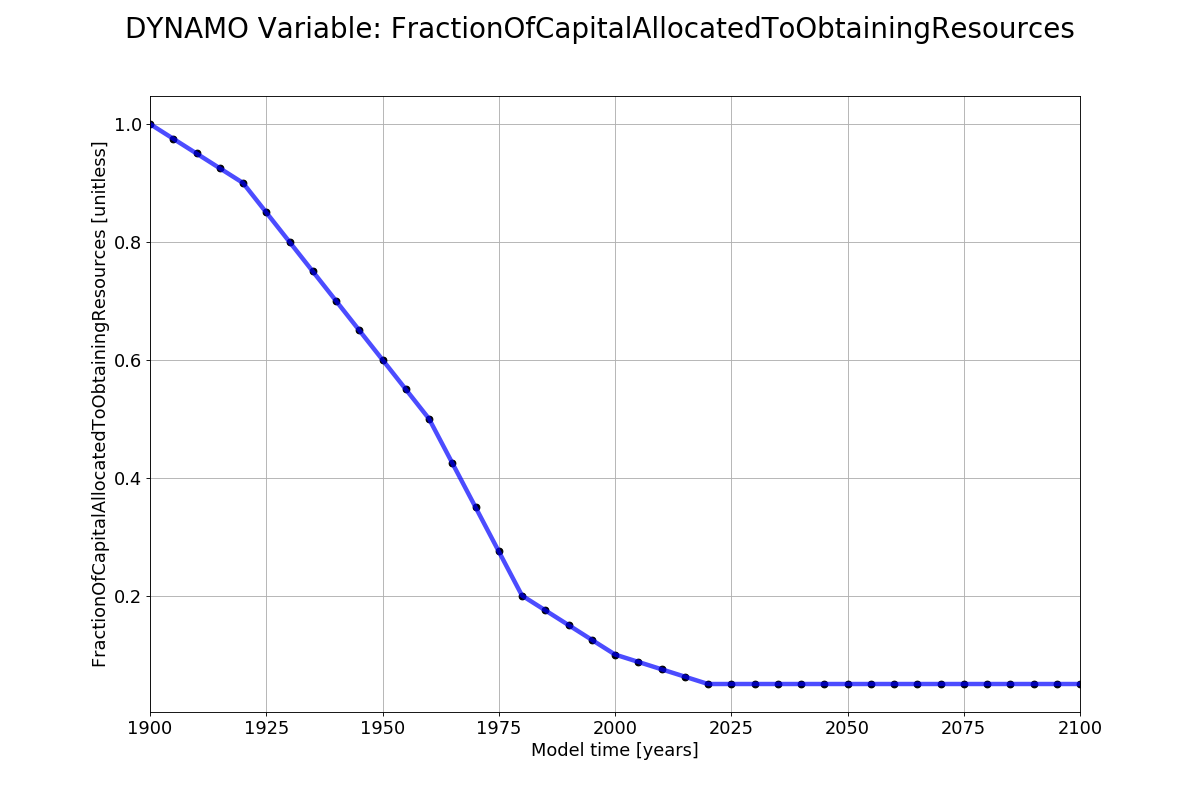 DYNAMO Variable: FractionOfCapitalAllocatedToObtainingResources
FractionOfCapitalAllocatedToObtainingResources [unitless]
1.0
0.8
0.6
0.4
0.2
1900 1925 1950 1975 2000 2025 2050 2075 2100
Model time [years]